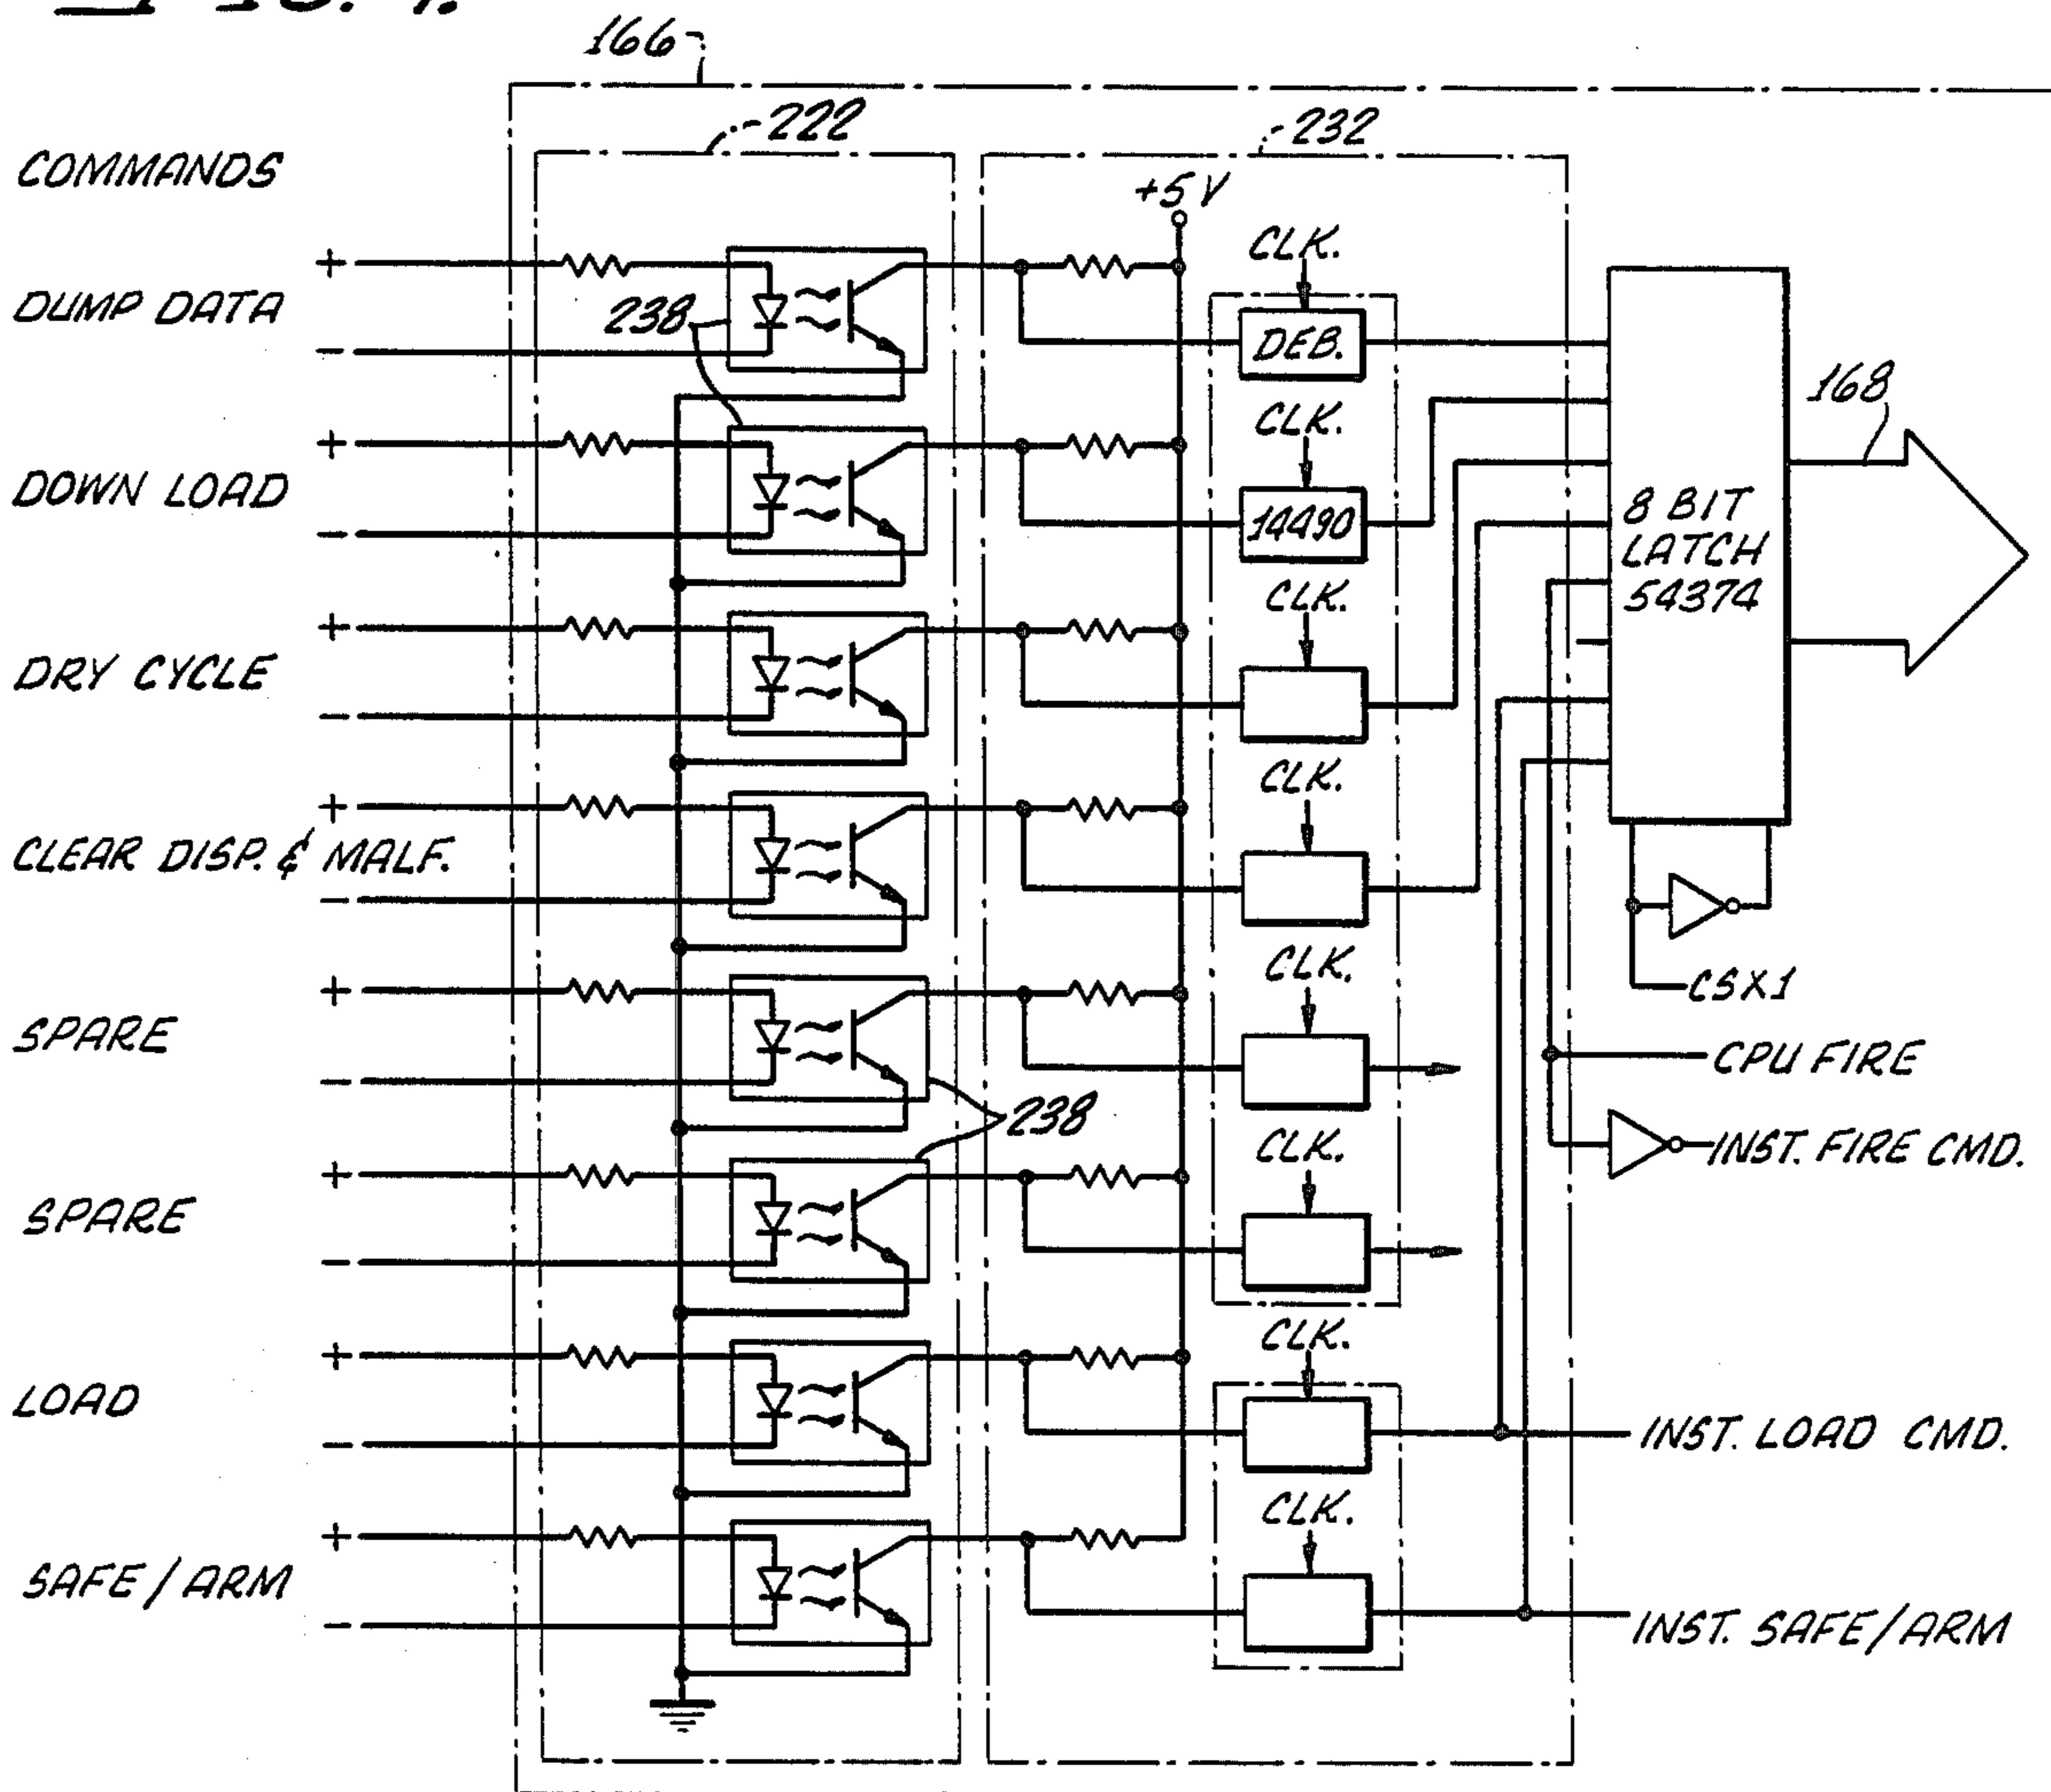 FIG. 7.
166
222
232
COMMANDS
+5V
CLK.
+
DUMP DATA
-
238
DEB.
CLK.
168
+
DOWN LOAD
-
14490
8 BIT
LATCH
54374
CLK.
+
DRY CYCLE
-
CLK.
+
CLEAR DISP. & MALF.
-
CLK.
CSX1
+
SPARE
-
238
CPU FIRE
CLK.
INST. FIRE CMD.
+
SPARE
-
CLK.
+
LOAD
-
INST. LOAD CMD.
CLK.
+
SAFE / ARM
-
INST. SAFE/ARM